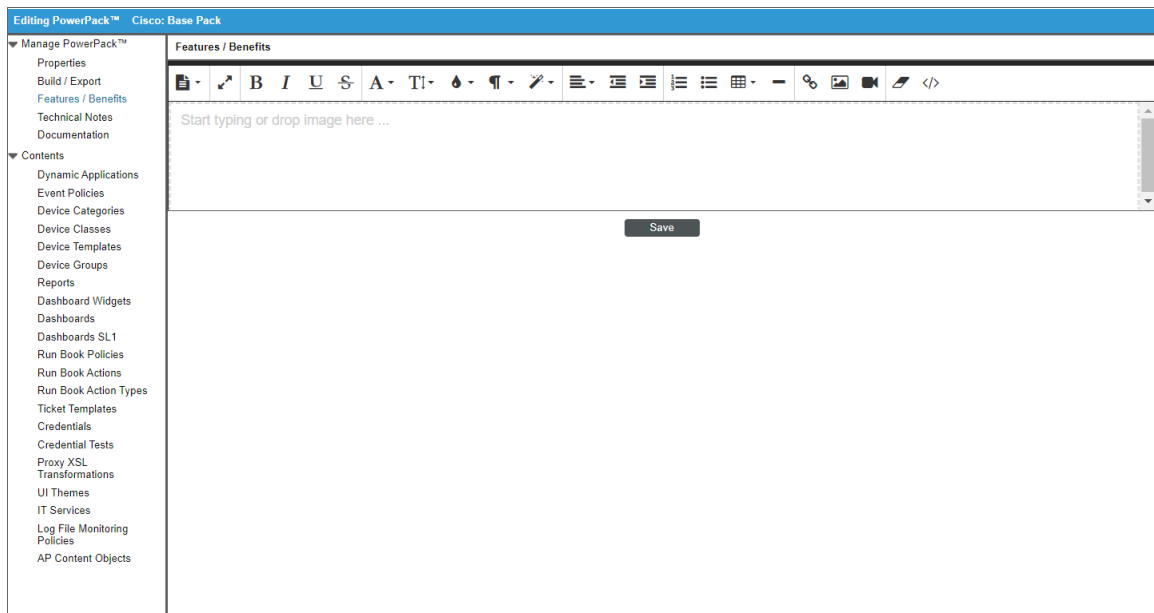 Editing PowerPack™ Cisco: Base Pack
Manage PowerPack™
Properties
Build / Export
Features / Benefits
Technical Notes
Documentation
Contents
Dynamic Applications
Event Policies
Device Categories
Device Classes
Device Templates
Device Groups
Reports
Dashboard Widgets
Dashboards
Dashboards SL1
Run Book Policies
Run Book Actions
Run Book Action Types
Ticket Templates
Credentials
Credential Tests
Proxy XSL
Transformations
UI Themes
IT Services
Log File Monitoring
Policies
AP Content Objects
Features / Benefits
B I U S A T ¶ </>
Start typing or drop image here ...
Save